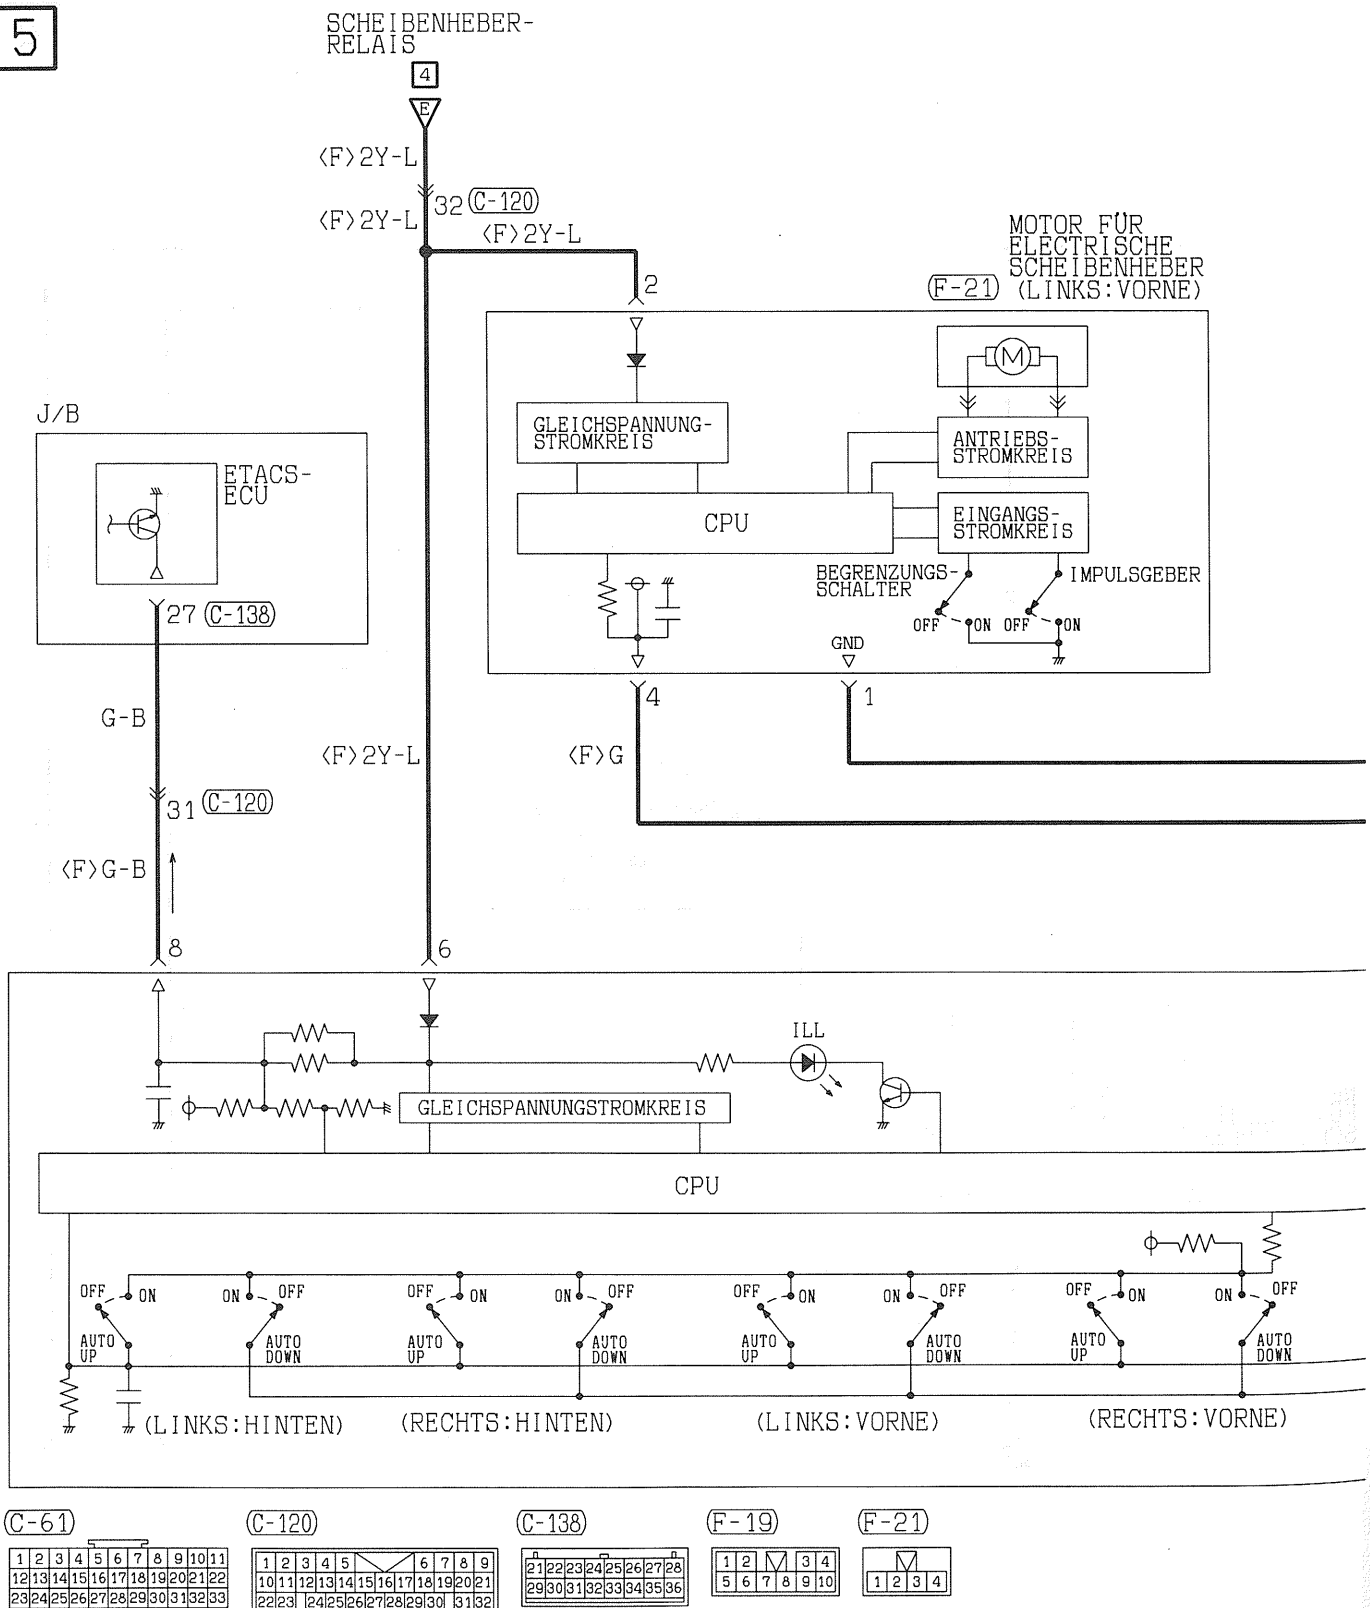 5
SCHEIBENHEBER-
RELAIS
4
E
<F>2Y-L
32 (C-120)
<F>2Y-L
<F>2Y-L
2
MOTOR FÜR
ELECTRISCHE
SCHEIBENHEBER
(F-21) (LINKS:VORNE)
M
GLEICHSPANNUNG-
STROMKREIS
ANTRIEBS-
STROMKREIS
CPU
EINGANGS-
STROMKREIS
BEGRENZUNGS-
SCHALTER
IMPULSGEBER
OFF ON OFF ON
GND
4
1
J/B
ETACS-
ECU
27 (C-138)
G-B
<F>2Y-L
<F>G
31 (C-120)
<F>G-B
8
6
ILL
GLEICHSPANNUNGSTROMKREIS
CPU
OFF ON ON OFF OFF ON ON OFF OFF ON ON OFF OFF ON ON OFF
AUTO UP AUTO DOWN AUTO UP AUTO DOWN AUTO UP AUTO DOWN AUTO UP AUTO DOWN
(LINKS:HINTEN) (RECHTS:HINTEN) (LINKS:VORNE) (RECHTS:VORNE)
(C-61) (C-120) (C-138) (F-19) (F-21)
1 2 3 4 5 6 7 8 9 10 11
12 13 14 15 16 17 18 19 20 21 22
23 24 25 26 27 28 29 30 31 32 33
1 2 3 4 5 6 7 8 9
10 11 12 13 14 15 16 17 18 19 20 21
22 23 24 25 26 27 28 29 30 31 32
21 22 23 24 25 26 27 28
29 30 31 32 33 34 35 36
1 2 3 4
5 6 7 8 9 10
1 2 3 4